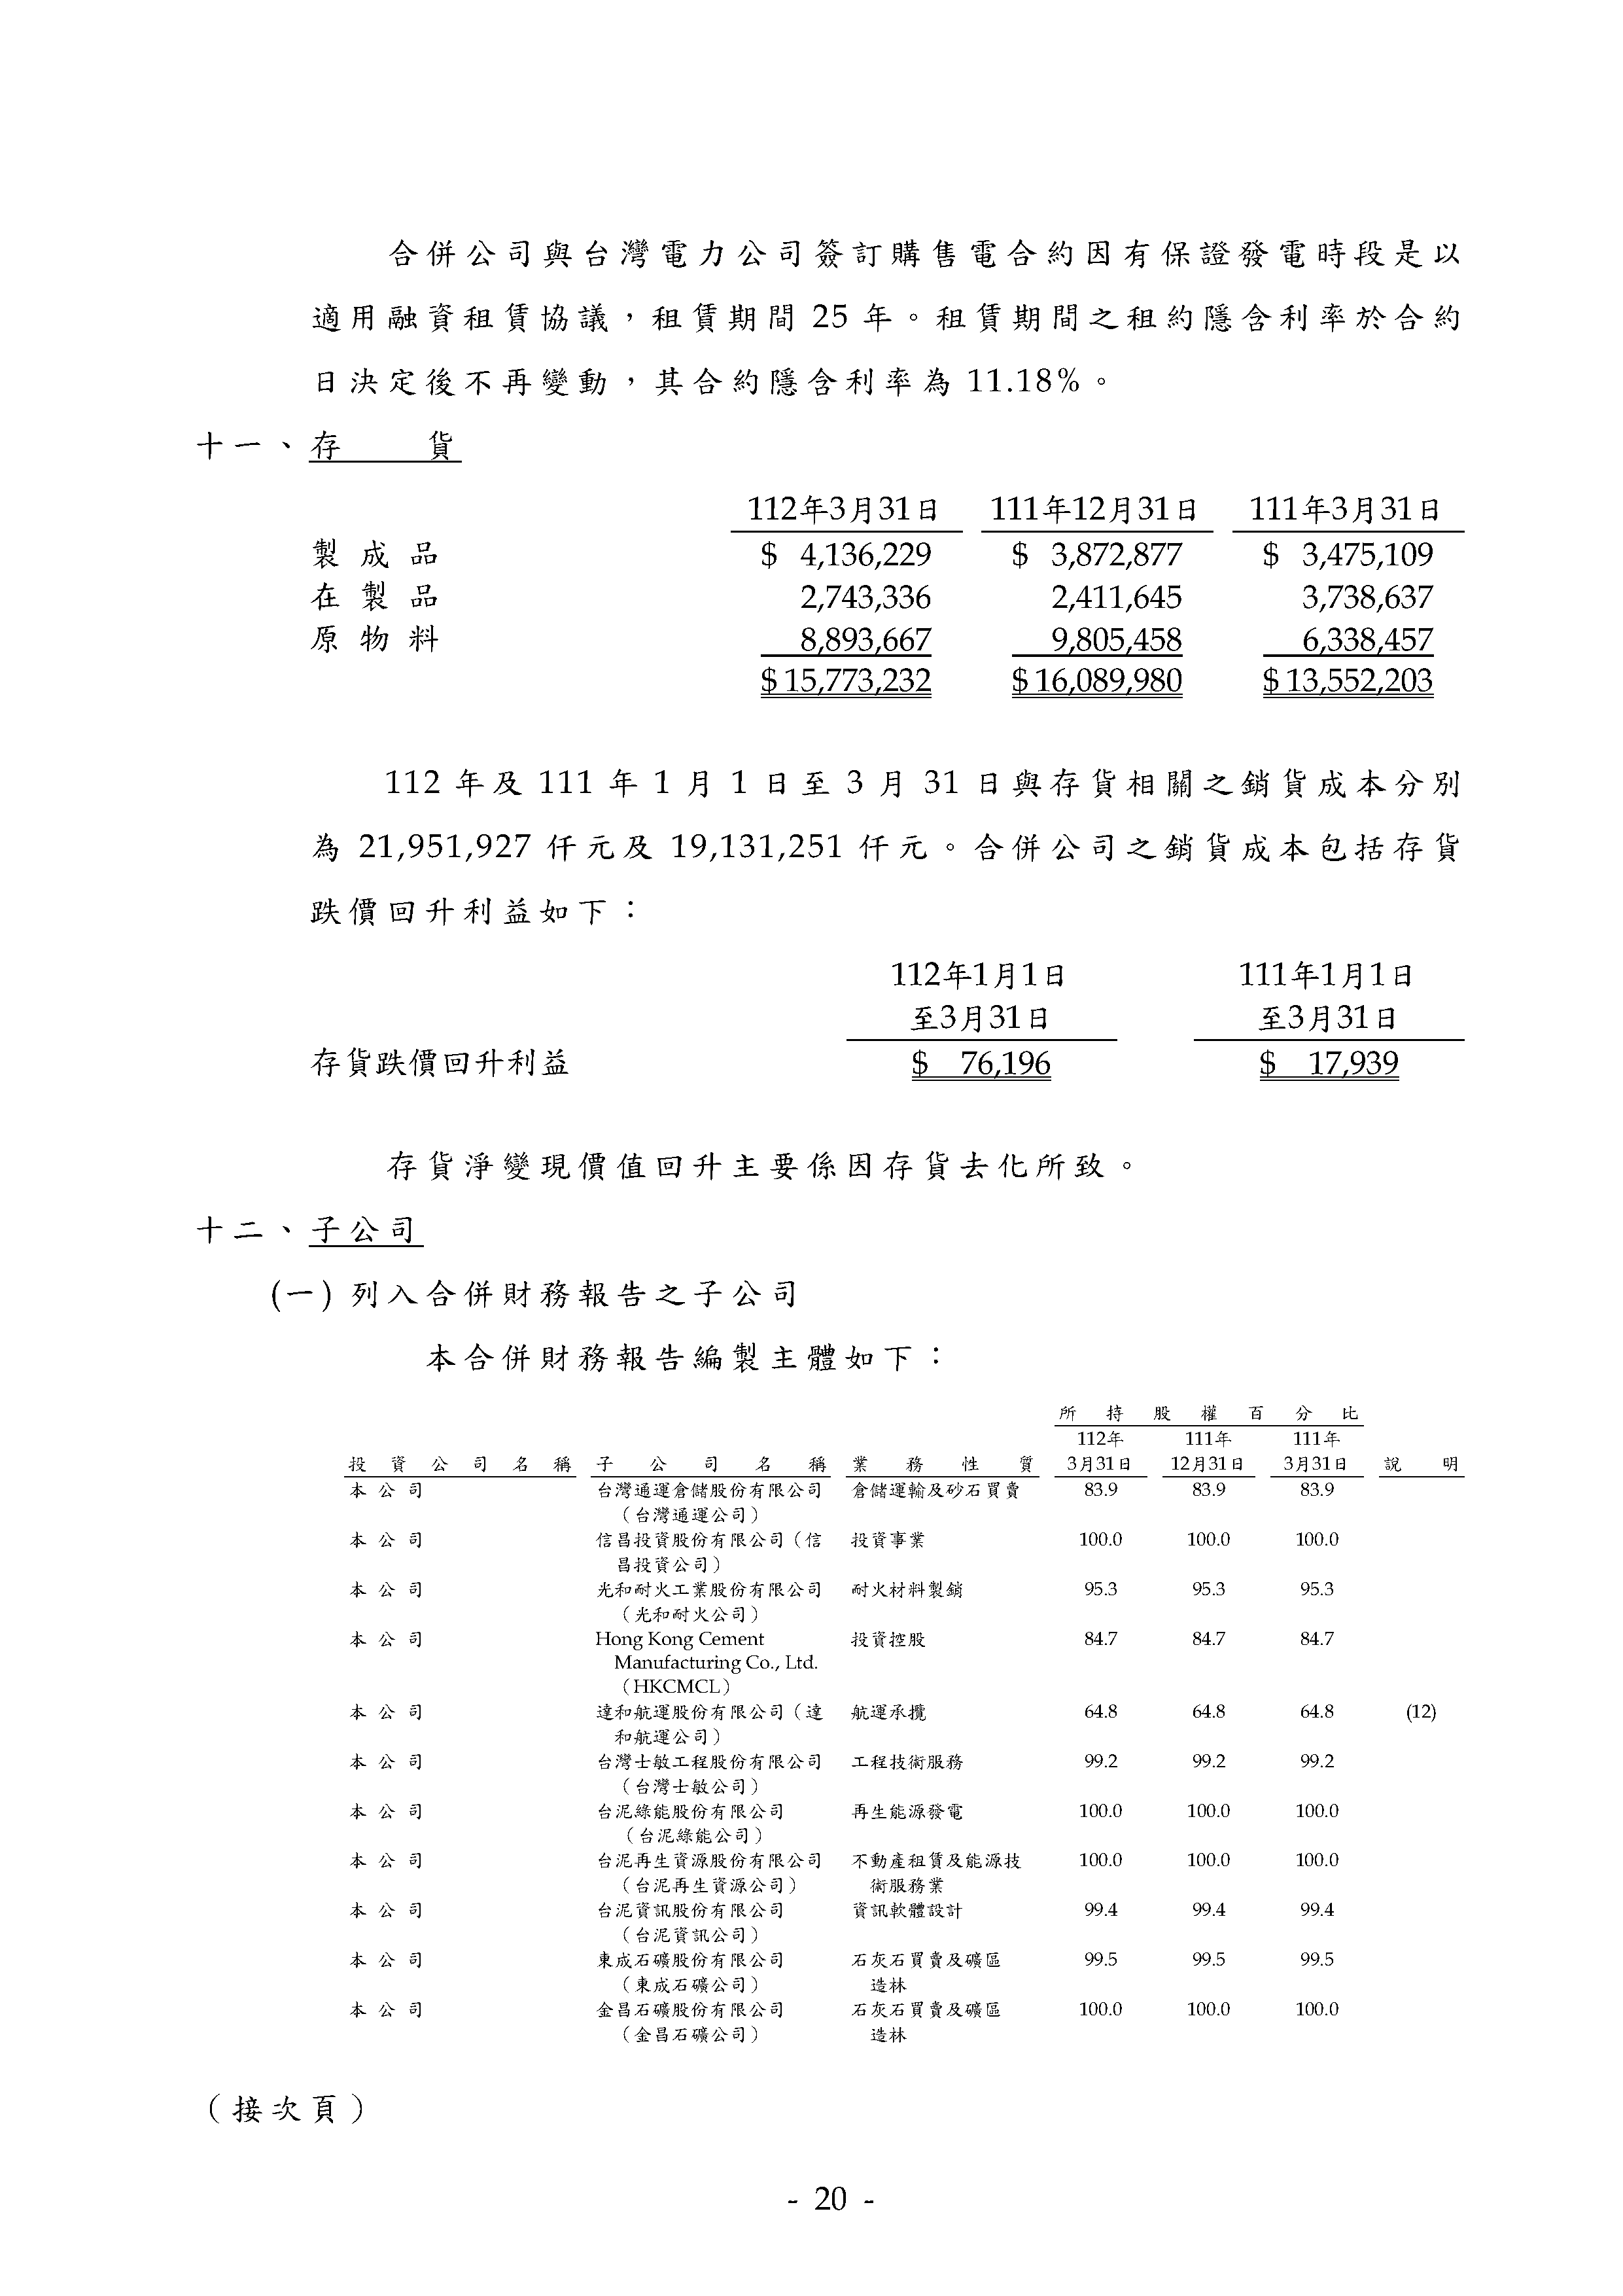 合併公司與台灣電力公司簽訂購售電合約因有保證發電時段是以
適用融資租賃協議，租賃期間 25 年。租賃期間之租約隱含利率於合約
日決定後不再變動，其合約隱含利率為 11.18%。
十一、存　　貨
112年3月31日 111年12月31日 111年3月31日
製成品 $ 4,136,229 $ 3,872,877 $ 3,475,109
在製品 2,743,336 2,411,645 3,738,637
原物料 8,893,667 9,805,458 6,338,457
$ 15,773,232 $ 16,089,980 $ 13,552,203
112 年及 111 年 1 月 1 日至 3 月 31 日與存貨相關之銷貨成本分別
為 21,951,927 仟元及 19,131,251 仟元。合併公司之銷貨成本包括存貨
跌價回升利益如下：
112年1月1日 111年1月1日
至3月31日 至3月31日
存貨跌價回升利益 $ 76,196 $ 17,939
存貨淨變現價值回升主要係因存貨去化所致。
十二、子公司
(一) 列入合併財務報告之子公司
本合併財務報告編製主體如下：
所持股權百分比
112年 111年 111年
投資公司名稱 子公司名稱 業務性質 3月31日 12月31日 3月31日 說明
本公司 台灣通運倉儲股份有限公司 倉儲運輸及砂石買賣 83.9 83.9 83.9
（台灣通運公司）
本公司 信昌投資股份有限公司（信 投資事業 100.0 100.0 100.0
昌投資公司）
本公司 光和耐火工業股份有限公司 耐火材料製銷 95.3 95.3 95.3
（光和耐火公司）
本公司 Hong Kong Cement 投資控股 84.7 84.7 84.7
Manufacturing Co., Ltd.
（HKCMCL）
本公司 達和航運股份有限公司（達 航運承攬 64.8 64.8 64.8 (12)
和航運公司）
本公司 台灣士敏工程股份有限公司 工程技術服務 99.2 99.2 99.2
（台灣士敏公司）
本公司 台泥綠能股份有限公司 再生能源發電 100.0 100.0 100.0
（台泥綠能公司）
本公司 台泥再生資源股份有限公司 不動產租賃及能源技 100.0 100.0 100.0
（台泥再生資源公司） 術服務業
本公司 台泥資訊股份有限公司 資訊軟體設計 99.4 99.4 99.4
（台泥資訊公司）
本公司 東成石礦股份有限公司 石灰石買賣及礦區 99.5 99.5 99.5
（東成石礦公司） 造林
本公司 金昌石礦股份有限公司 石灰石買賣及礦區 100.0 100.0 100.0
（金昌石礦公司） 造林
（接次頁）
- 20 -